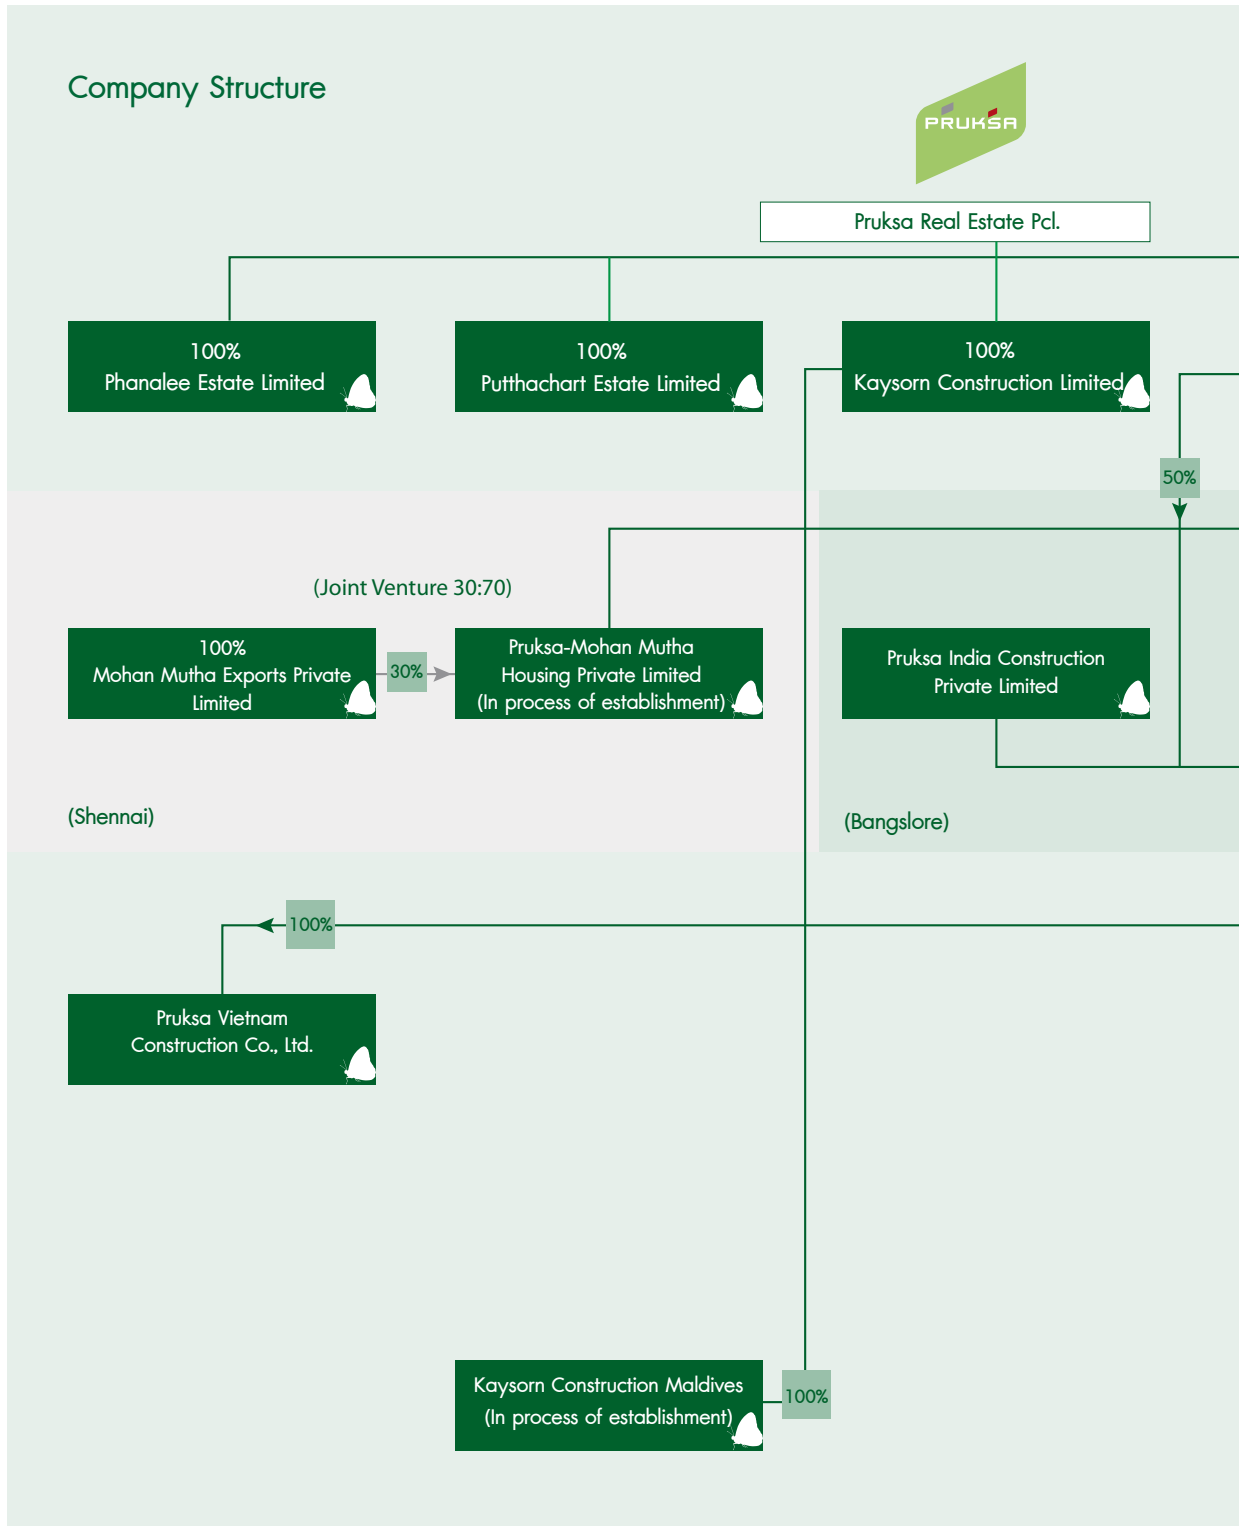 Company Structure
PRUKSA
Pruksa Real Estate Pcl.
100%
Phanalee Estate Limited
100%
Putthachart Estate Limited
100%
Kaysorn Construction Limited
50%
(Joint Venture 30:70)
100%
Mohan Mutha Exports Private
Limited
30%
Pruksa-Mohan Mutha
Housing Private Limited
(In process of establishment)
Pruksa India Construction
Private Limited
(Shennai)
(Bangslore)
100%
Pruksa Vietnam
Construction Co., Ltd.
Kaysorn Construction Maldives
(In process of establishment)
100%